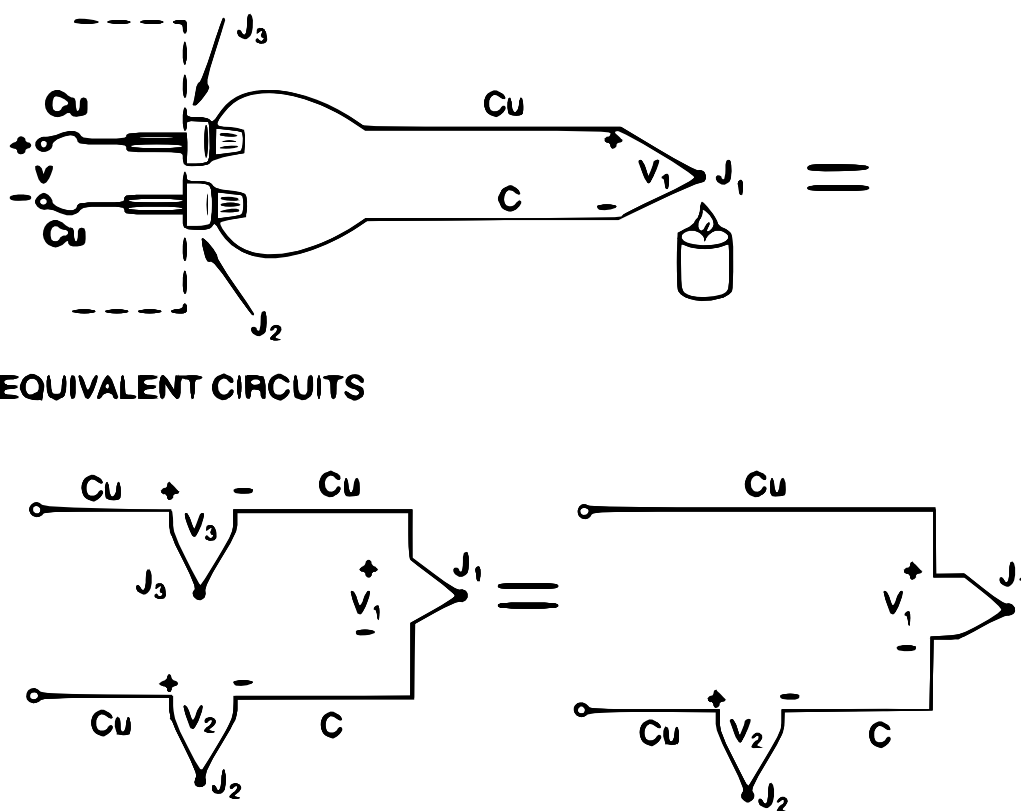 J3
Cu
Cu
+
V
-
+
V1
J1
=
C
-
Cu
J2
EQUIVALENT CIRCUITS
Cu
+
-
Cu
Cu
V3
J3
+
V1
-
J1
=
+
V1
-
J
+
-
Cu
V2
C
J2
+
-
Cu
V2
C
J2